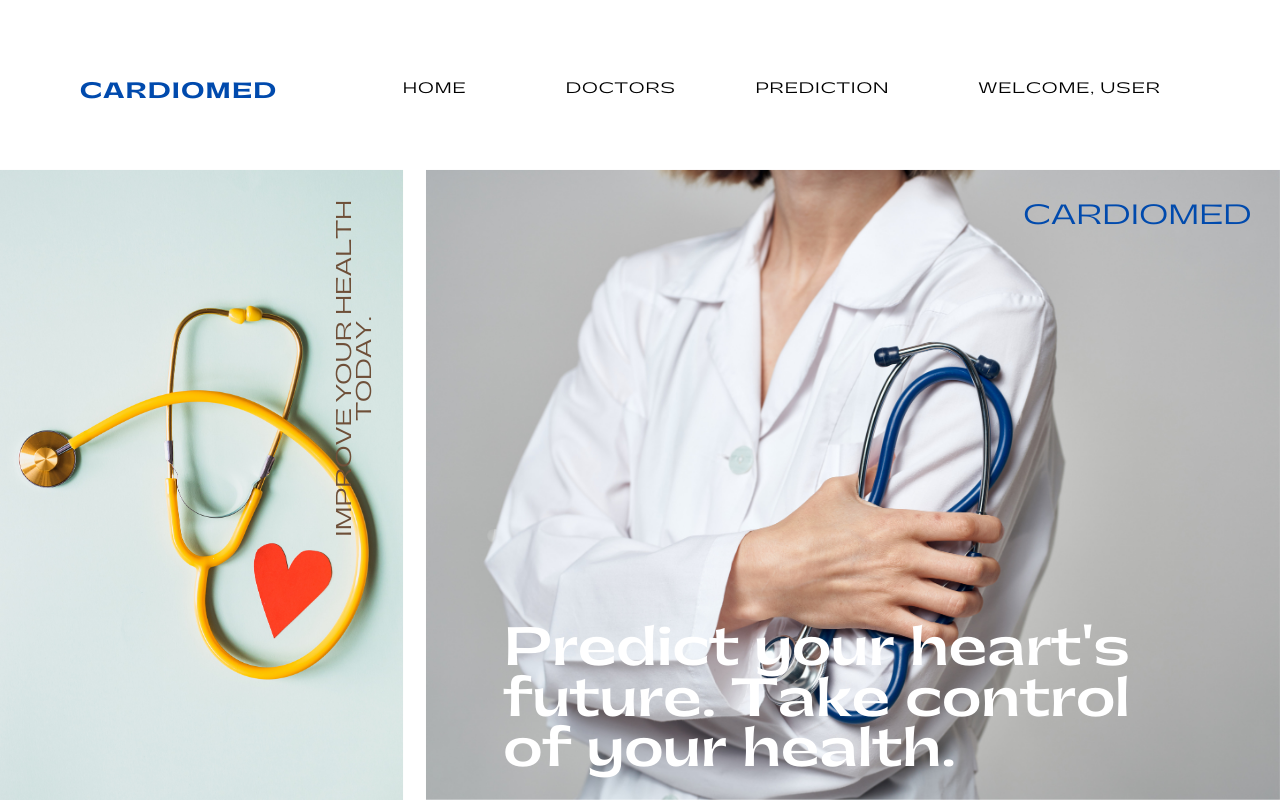 CARDIOMED
HOME
DOCTORS
PREDICTION
WELCOME, USER
IMPROVE YOUR HEALTH
TODAY.
CARDIOMED
Predict your heart's
future. Take control
of your health.